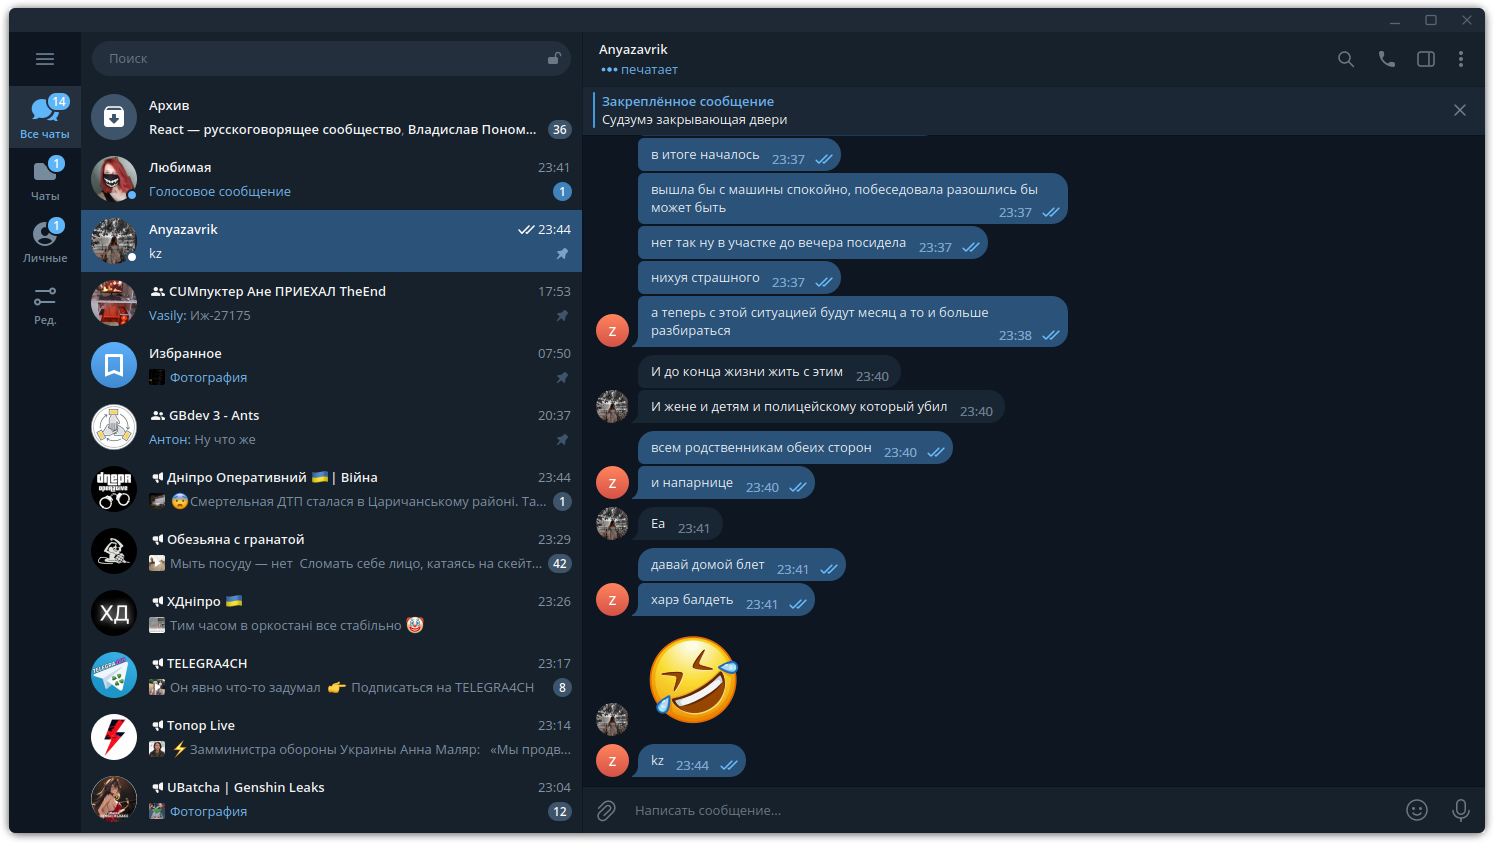 Поиск
14
Все чаты
1
Чаты
1
Личные
Ред.
Архив
React — русскоговорящее сообщество, Владислав Поном...
36
Любимая
23:41
Голосовое сообщение
1
Anyazavrik
23:44
kz
CUMпуктер Ане ПРИЕХАЛ TheEnd
17:53
Vasily: Иж-27175
Избранное
07:50
Фотография
GBdev 3 - Ants
20:37
Антон: Ну что же
Дніпро Оперативний 🇺🇦 | Війна
23:44
😨Смертельная ДТП сталася в Царичанському районі. Та...
1
Обезьяна с гранатой
23:29
Мыть посуду — нет Сломать себе лицо, катаясь на скейт...
42
ХДніпро 🇺🇦
23:26
Тим часом в оркостані все стабільно 🤡
ХД
TELEGRA4CH
23:17
Он явно что-то задумал 👉 Подписаться на TELEGRA4CH
8
Топор Live
23:14
⚡Замминистра обороны Украины Анна Маляр: «Мы продв...
UBatcha | Genshin Leaks
23:04
Фотография
12
Anyazavrik
печатает
Закреплённое сообщение
Судзумэ закрывающая двери
в итоге началось 23:37
вышла бы с машины спокойно, побеседовала разошлись бы
может быть 23:37
нет так ну в участке до вечера посидела 23:37
нихуя страшного 23:37
а теперь с этой ситуацией будут месяц а то и больше
разбираться 23:38
Z
И до конца жизни жить с этим 23:40
И жене и детям и полицейскому который убил 23:40
всем родственникам обеих сторон 23:40
Z
и напарнице 23:40
Еа 23:41
давай домой блет 23:41
Z
харэ балдеть 23:41
🤣
Z
kz 23:44
Написать сообщение...